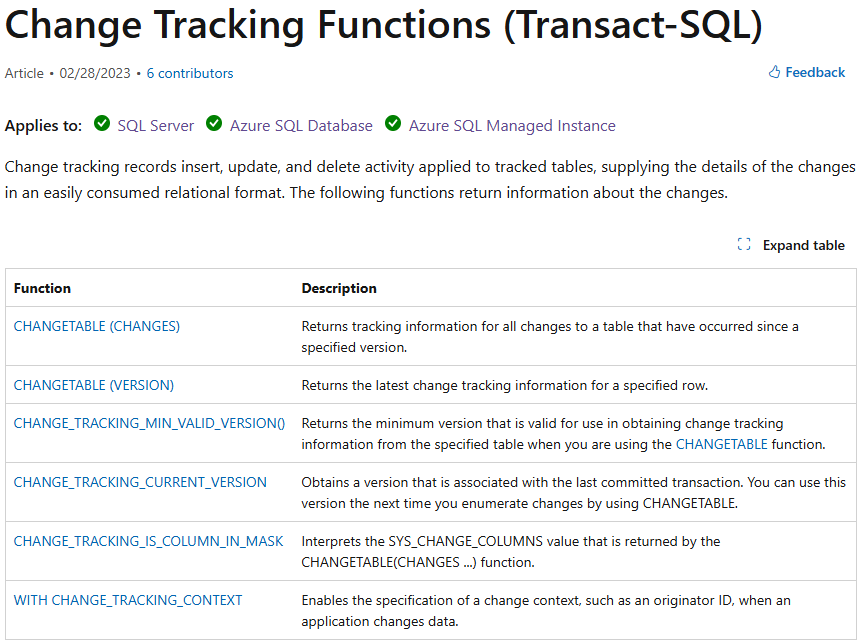 Change Tracking Functions (Transact-SQL)
Article • 02/28/2023 • 6 contributors
Feedback
Applies to: SQL Server Azure SQL Database Azure SQL Managed Instance
Change tracking records insert, update, and delete activity applied to tracked tables, supplying the details of the changes
in an easily consumed relational format. The following functions return information about the changes.
Expand table
Function Description
CHANGETABLE (CHANGES) Returns tracking information for all changes to a table that have occurred since a
specified version.
CHANGETABLE (VERSION) Returns the latest change tracking information for a specified row.
CHANGE_TRACKING_MIN_VALID_VERSION() Returns the minimum version that is valid for use in obtaining change tracking
information from the specified table when you are using the CHANGETABLE function.
CHANGE_TRACKING_CURRENT_VERSION Obtains a version that is associated with the last committed transaction. You can use this
version the next time you enumerate changes by using CHANGETABLE.
CHANGE_TRACKING_IS_COLUMN_IN_MASK Interprets the SYS_CHANGE_COLUMNS value that is returned by the
CHANGETABLE(CHANGES ...) function.
WITH CHANGE_TRACKING_CONTEXT Enables the specification of a change context, such as an originator ID, when an
application changes data.